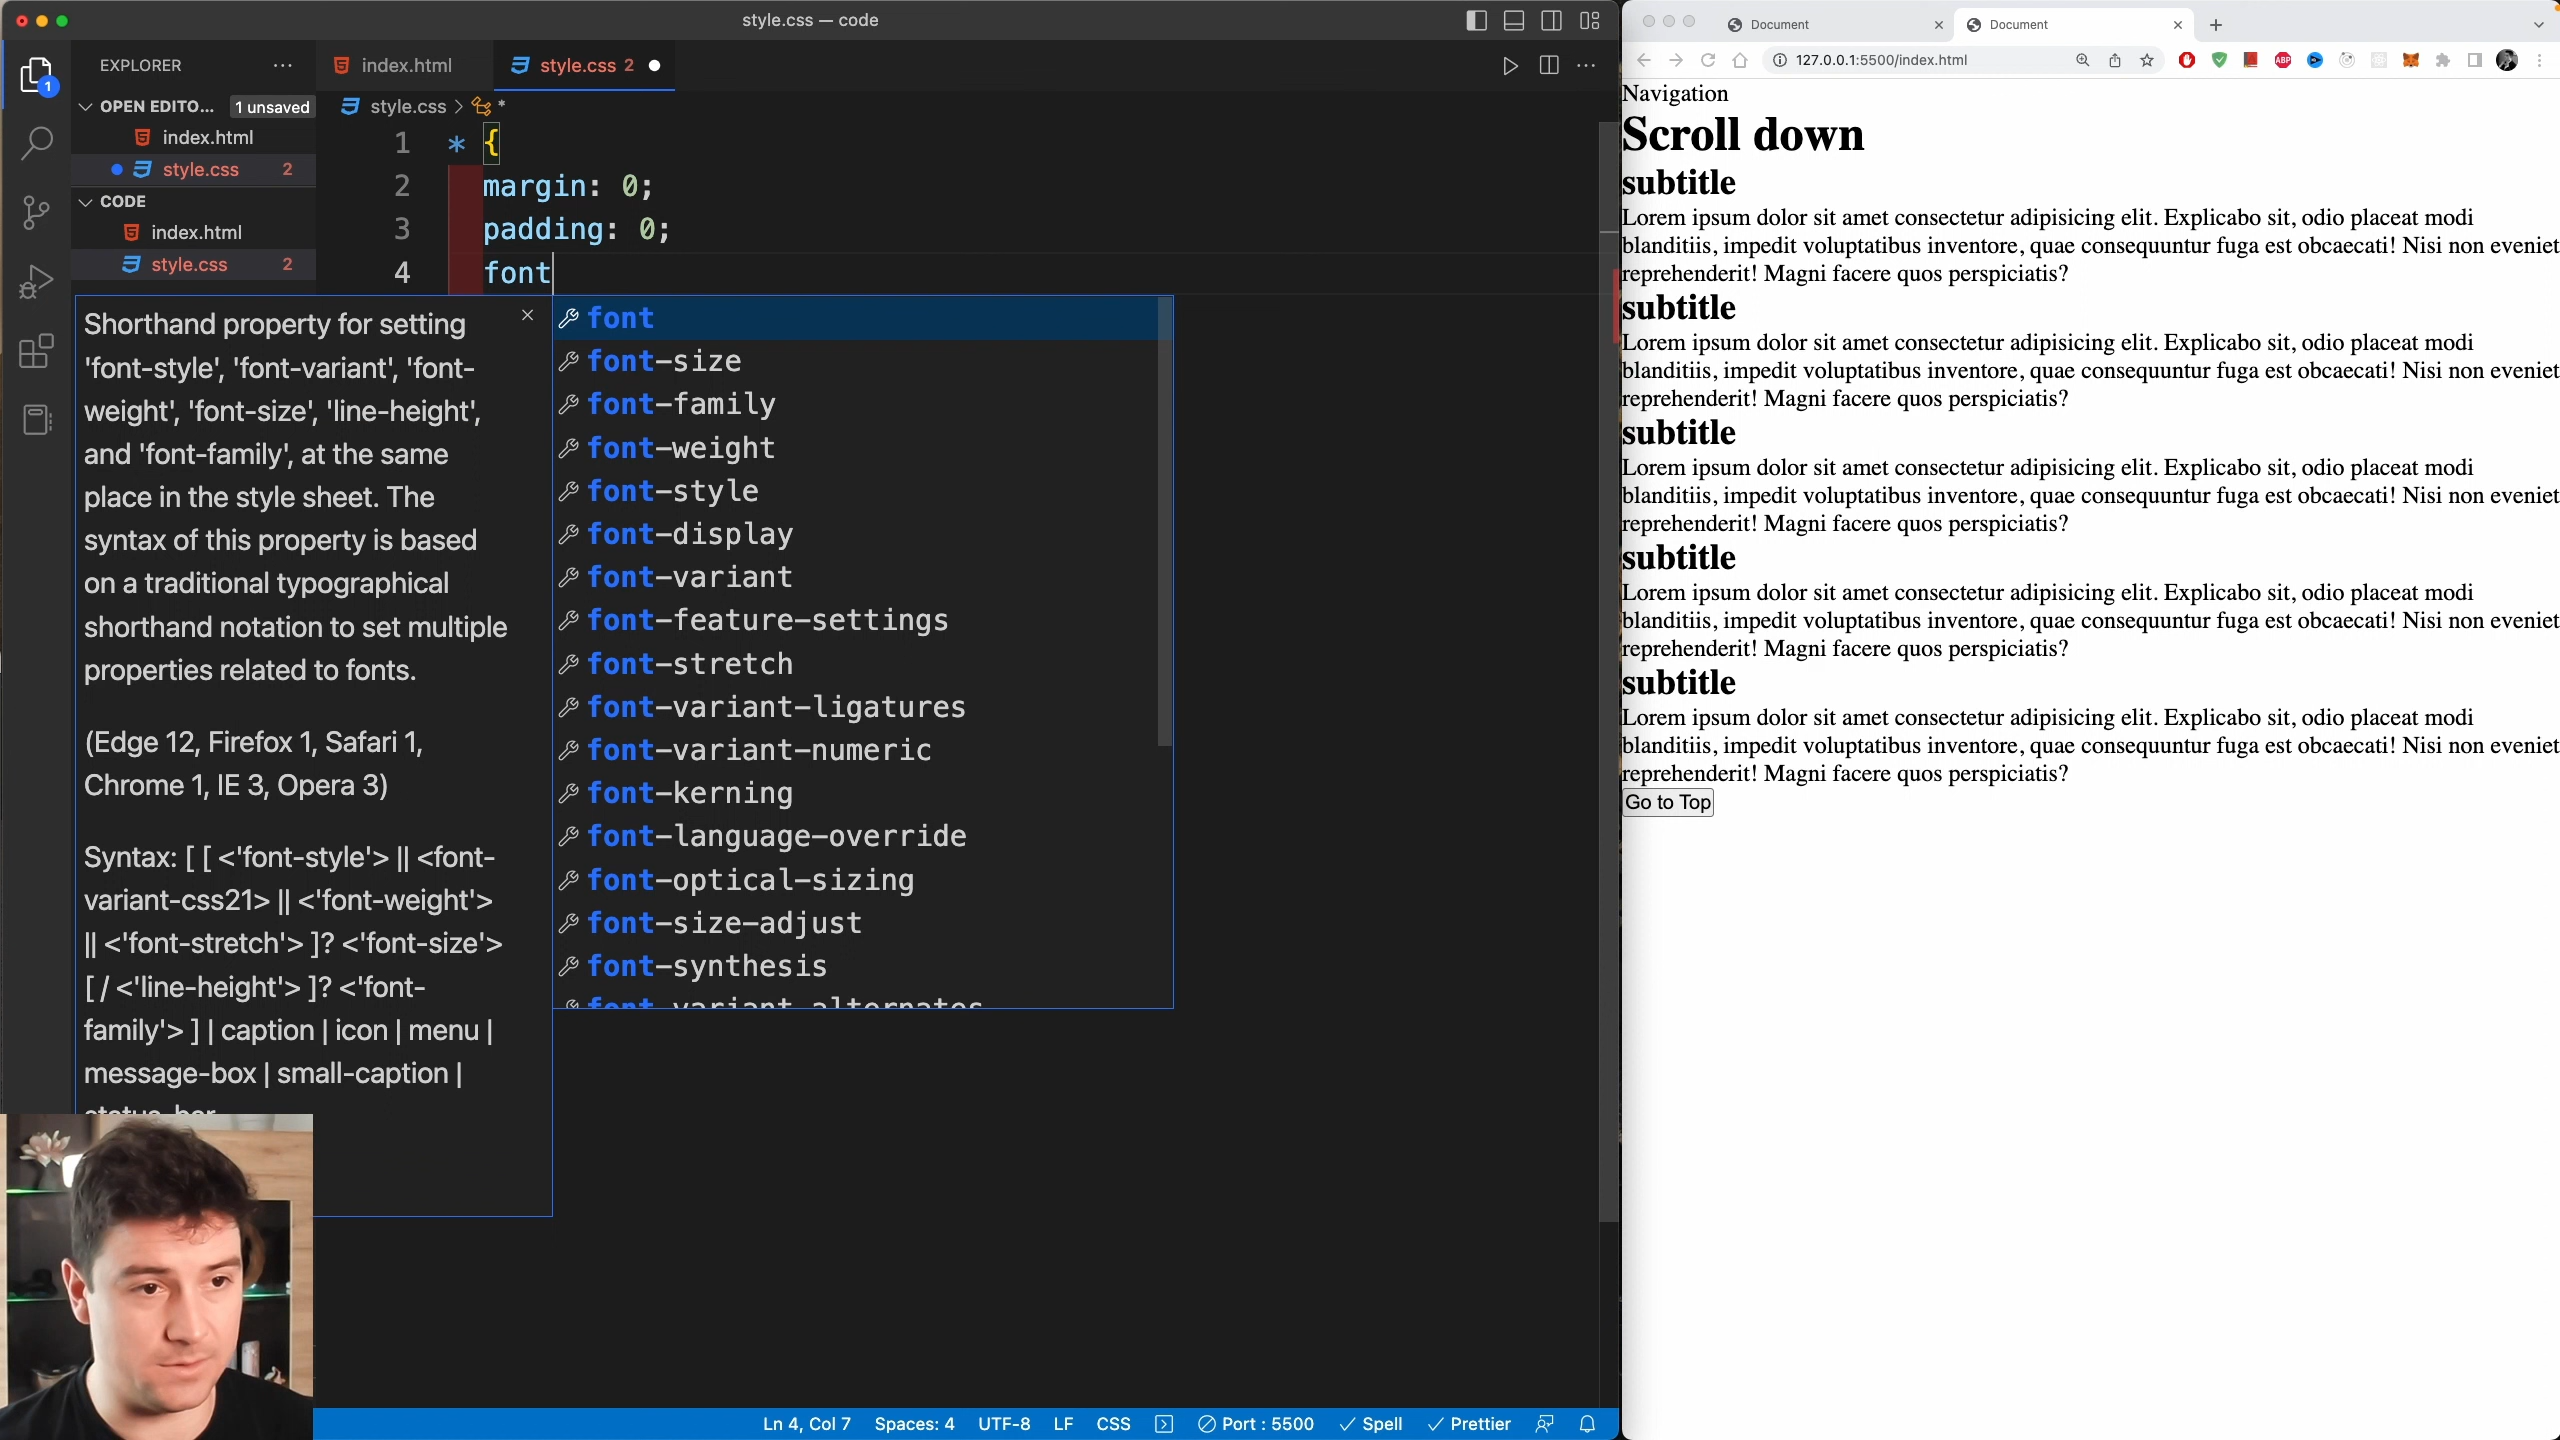 style.css — code
EXPLORER
OPEN EDITO...
1 unsaved
index.html
style.css 2
CODE
index.html
style.css 2
1
index.html
style.css 2
style.css > *
1 * {
2 margin: 0;
3 padding: 0;
4 font
Shorthand property for setting
'font-style', 'font-variant', 'font-
weight', 'font-size', 'line-height',
and 'font-family', at the same
place in the style sheet. The
syntax of this property is based
on a traditional typographical
shorthand notation to set multiple
properties related to fonts.
(Edge 12, Firefox 1, Safari 1,
Chrome 1, IE 3, Opera 3)
Syntax: [ [ <'font-style'> || <font-
variant-css21> || <'font-weight'>
|| <'font-stretch'> ]? <'font-size'>
[ / <'line-height'> ]? <'font-
family'> ] | caption | icon | menu |
message-box | small-caption |
status-bar
font
font-size
font-family
font-weight
font-style
font-display
font-variant
font-feature-settings
font-stretch
font-variant-ligatures
font-variant-numeric
font-kerning
font-language-override
font-optical-sizing
font-size-adjust
font-synthesis
font-variant-alternates
Ln 4, Col 7
Spaces: 4
UTF-8
LF
CSS
Port : 5500
Spell
Prettier
Document
Document
127.0.0.1:5500/index.html
ABP
Navigation
Scroll down
subtitle
Lorem ipsum dolor sit amet consectetur adipisicing elit. Explicabo sit, odio placeat modi
blanditiis, impedit voluptatibus inventore, quae consequuntur fuga est obcaecati! Nisi non eveniet
reprehenderit! Magni facere quos perspiciatis?
subtitle
Lorem ipsum dolor sit amet consectetur adipisicing elit. Explicabo sit, odio placeat modi
blanditiis, impedit voluptatibus inventore, quae consequuntur fuga est obcaecati! Nisi non eveniet
reprehenderit! Magni facere quos perspiciatis?
subtitle
Lorem ipsum dolor sit amet consectetur adipisicing elit. Explicabo sit, odio placeat modi
blanditiis, impedit voluptatibus inventore, quae consequuntur fuga est obcaecati! Nisi non eveniet
reprehenderit! Magni facere quos perspiciatis?
subtitle
Lorem ipsum dolor sit amet consectetur adipisicing elit. Explicabo sit, odio placeat modi
blanditiis, impedit voluptatibus inventore, quae consequuntur fuga est obcaecati! Nisi non eveniet
reprehenderit! Magni facere quos perspiciatis?
subtitle
Lorem ipsum dolor sit amet consectetur adipisicing elit. Explicabo sit, odio placeat modi
blanditiis, impedit voluptatibus inventore, quae consequuntur fuga est obcaecati! Nisi non eveniet
reprehenderit! Magni facere quos perspiciatis?
Go to Top